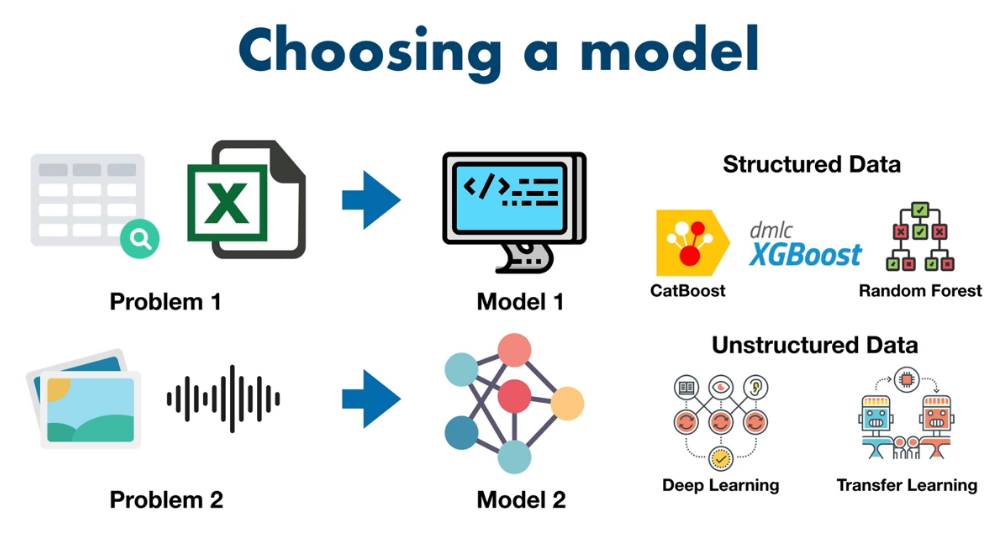 Choosing a model
X
</>
Problem 1
Model 1
Structured Data
CatBoost
dmlc
XGBoost
Random Forest
Problem 2
Model 2
Unstructured Data
Deep Learning
Transfer Learning